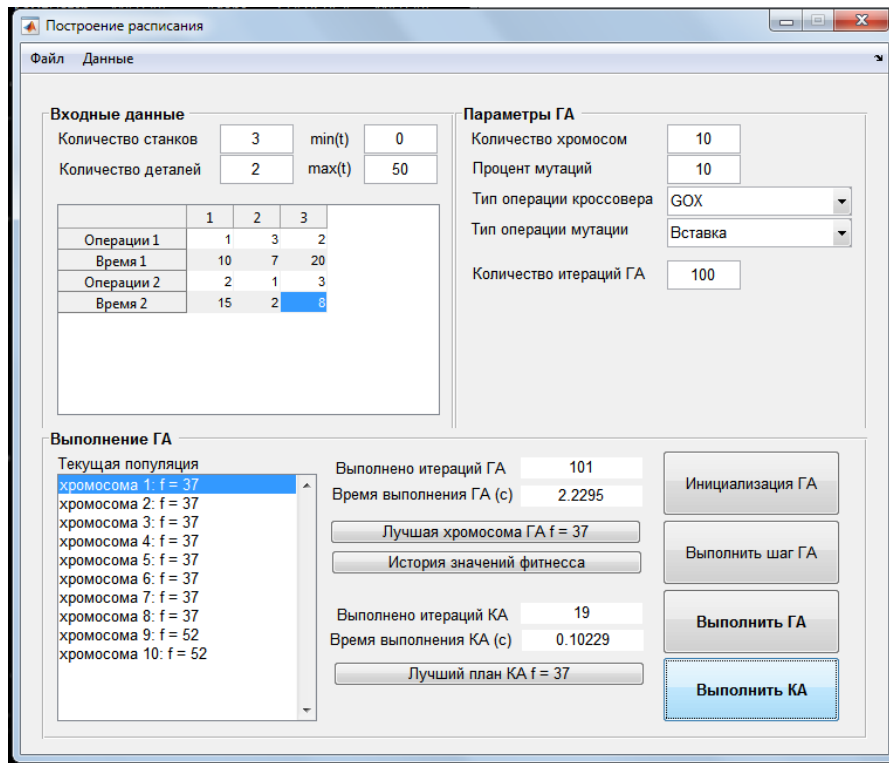 Построение расписания
Файл Данные
Входные данные
Количество станков 3 min(t) 0
Количество деталей 2 max(t) 50
1 2 3
Операции 1 1 3 2
Время 1 10 7 20
Операции 2 2 1 3
Время 2 15 2 8
Параметры ГА
Количество хромосом 10
Процент мутаций 10
Тип операции кроссовера GOX
Тип операции мутации Вставка
Количество итераций ГА 100
Выполнение ГА
Текущая популяция
хромосома 1: f = 37
хромосома 2: f = 37
хромосома 3: f = 37
хромосома 4: f = 37
хромосома 5: f = 37
хромосома 6: f = 37
хромосома 7: f = 37
хромосома 8: f = 37
хромосома 9: f = 52
хромосома 10: f = 52
Выполнено итераций ГА 101
Время выполнения ГА (с) 2.2295
Лучшая хромосома ГА f = 37
История значений фитнесса
Выполнено итераций КА 19
Время выполнения КА (с) 0.10229
Лучший план КА f = 37
Инициализация ГА
Выполнить шаг ГА
Выполнить ГА
Выполнить КА